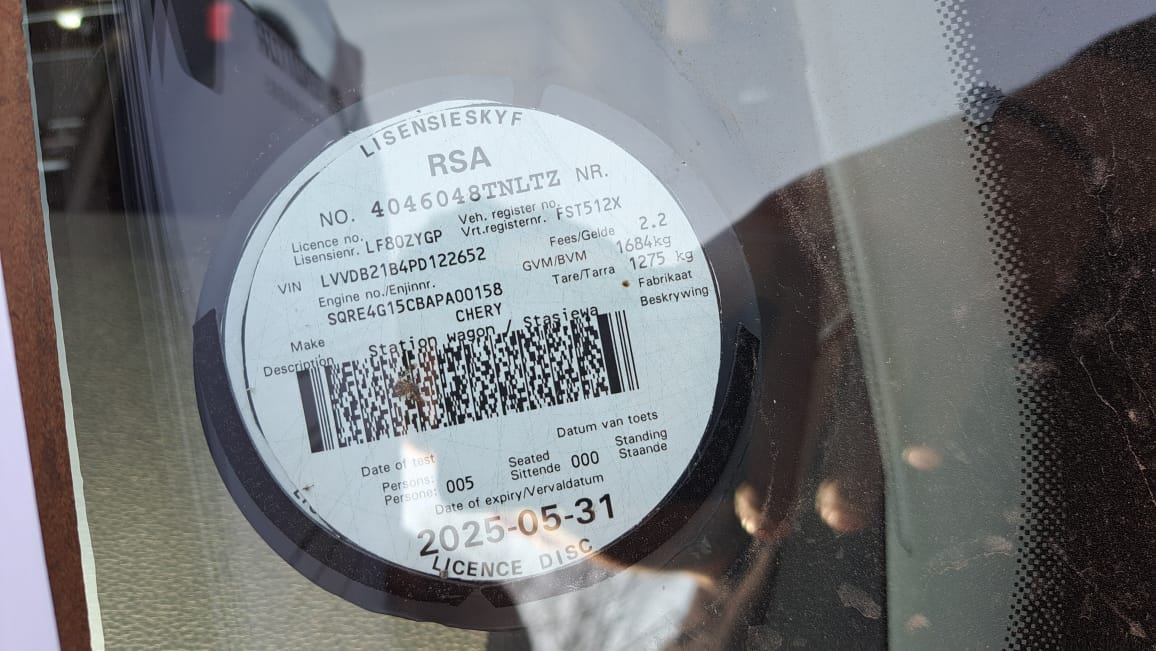 LISENSIESKYF
RSA
NO. 4046048TNLTZ NR.
Licence no. LF80ZYGP Veh. register no. FST512X
Lisensienr. Vrt.registernr.
VIN LVVDB21B4PD122652 Fees/Gelde 2.2
Engine no./Enjinnr. GVM/BVM 1684kg
SQRE4G15CBAPA00158 Tare/Tarra 1275 kg
Make CHERY Fabrikaat
Description Station wagon / Stasiewa Beskrywing
Date of test Datum van toets
Persons: 005 Seated 000 Standing
Persone: Sittende Staande
Date of expiry/Vervaldatum
2025-05-31
LICENCE DISC